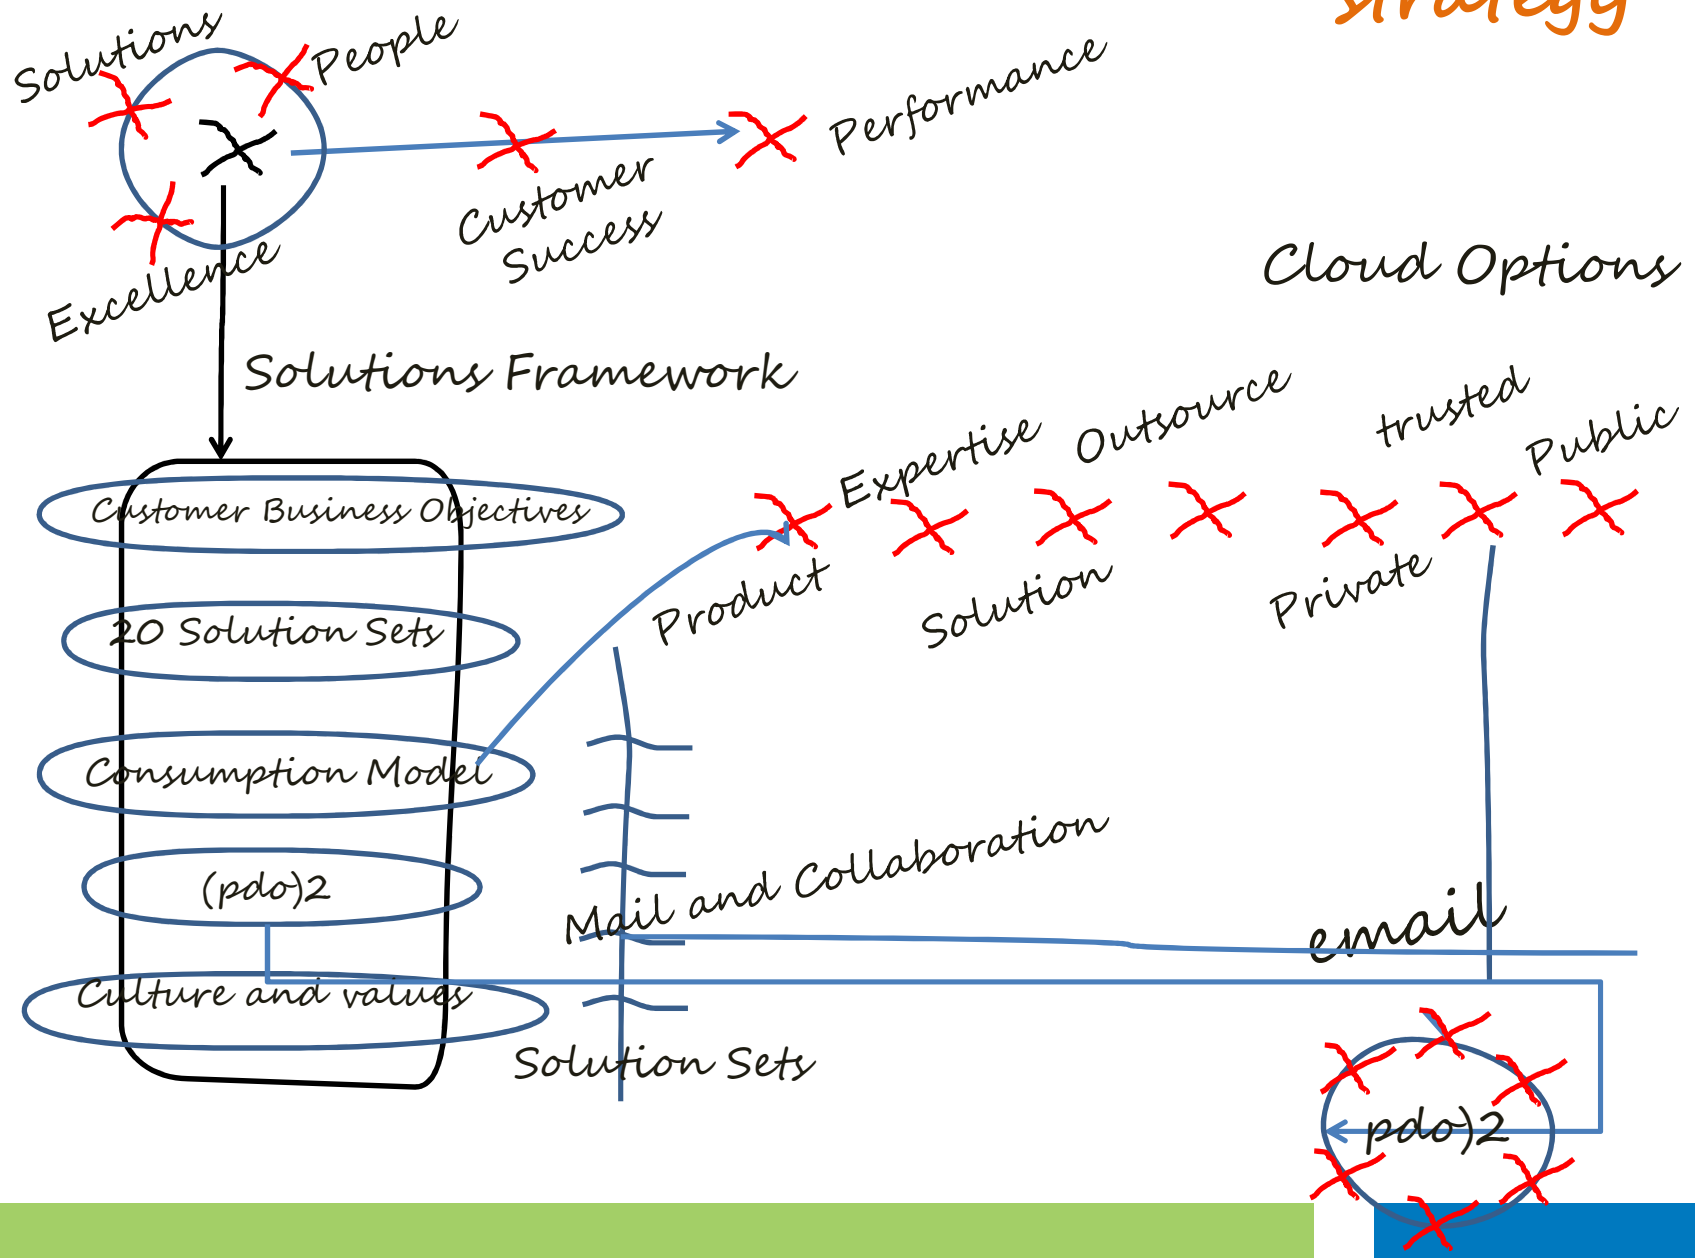 strategy
Solutions
People
Performance
Customer
Success
Excellence
Cloud Options
Solutions Framework
Expertise
Outsource
trusted
Public
Product
Solution
Private
Customer Business Objectives
20 Solution Sets
Consumption Model
(pdo)2
Culture and values
Mail and Collaboration
email
Solution Sets
pdo)2